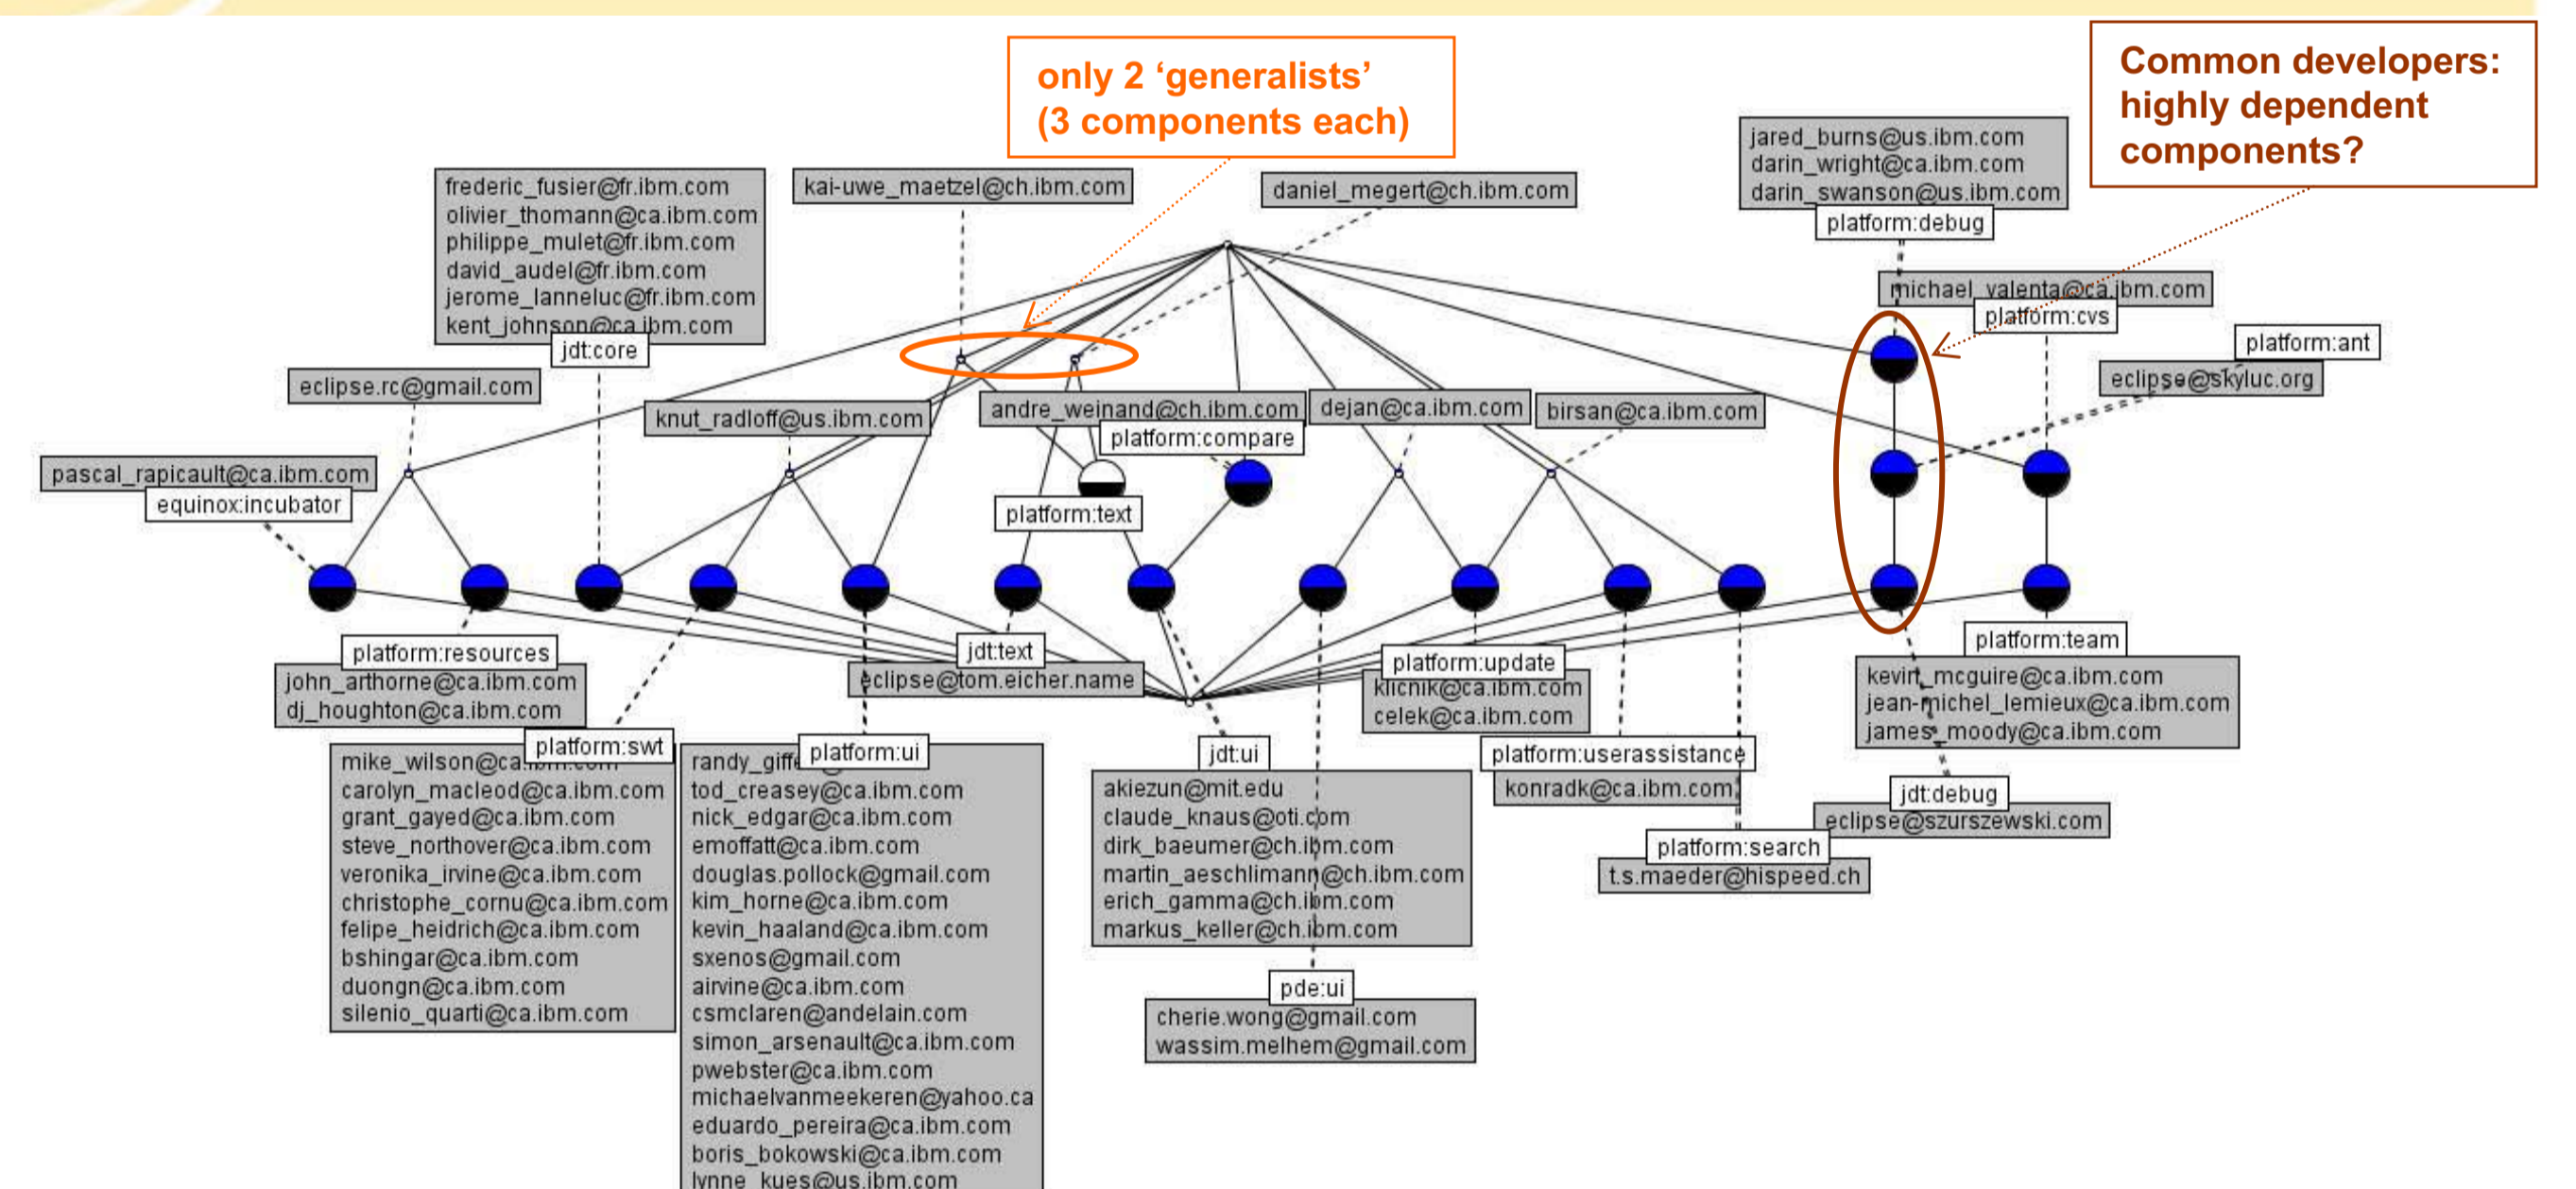 only 2 ‘generalists’
(3 components each)
Common developers:
highly dependent
components?
jared_burns@us.ibm.com
darin_wright@ca.ibm.com
darin_swanson@us.ibm.com
platform:debug
frederic_fusier@fr.ibm.com
olivier_thomann@ca.ibm.com
philippe_mulet@fr.ibm.com
david_audel@fr.ibm.com
jerome_lanneluc@fr.ibm.com
kent_johnson@ca.ibm.com
jdt:core
kai-uwe_maetzel@ch.ibm.com
daniel_megert@ch.ibm.com
michael_valenta@ca.ibm.com
platform:cvs
platform:ant
eclipse@skyluc.org
eclipse.rc@gmail.com
knut_radloff@us.ibm.com
andre_weinand@ch.ibm.com
platform:compare
dejan@ca.ibm.com
birsan@ca.ibm.com
pascal_rapicault@ca.ibm.com
equinox:incubator
platform:text
platform:resources
john_arthorne@ca.ibm.com
dj_houghton@ca.ibm.com
jdt:text
eclipse@tom.eicher.name
platform:update
klicnik@ca.ibm.com
celek@ca.ibm.com
platform:team
kevin_mcguire@ca.ibm.com
jean-michel_lemieux@ca.ibm.com
james_moody@ca.ibm.com
platform:swt
mike_wilson@ca.ibm.com
carolyn_macleod@ca.ibm.com
grant_gayed@ca.ibm.com
steve_northover@ca.ibm.com
veronika_irvine@ca.ibm.com
christophe_cornu@ca.ibm.com
felipe_heidrich@ca.ibm.com
bshingar@ca.ibm.com
duongn@ca.ibm.com
silenio_quarti@ca.ibm.com
platform:ui
tod_creasey@ca.ibm.com
nick_edgar@ca.ibm.com
emoffatt@ca.ibm.com
douglas.pollock@gmail.com
kim_horne@ca.ibm.com
kevin_haaland@ca.ibm.com
sxenos@gmail.com
airvine@ca.ibm.com
csmclaren@andelain.com
simon_arsenault@ca.ibm.com
pwebster@ca.ibm.com
michaelvanmeekeren@yahoo.ca
eduardo_pereira@ca.ibm.com
boris_bokowski@ca.ibm.com
lynne_kues@us.ibm.com
jdt:ui
akiezun@mit.edu
claude_knaus@oti.com
dirk_baeumer@ch.ibm.com
martin_aeschlimann@ch.ibm.com
erich_gamma@ch.ibm.com
markus_keller@ch.ibm.com
pde:ui
cherie.wong@gmail.com
wassim.melhem@gmail.com
platform:userassistance
konradk@ca.ibm.com
jdt:debug
eclipse@szurszewski.com
platform:search
t.s.maeder@hispeed.ch